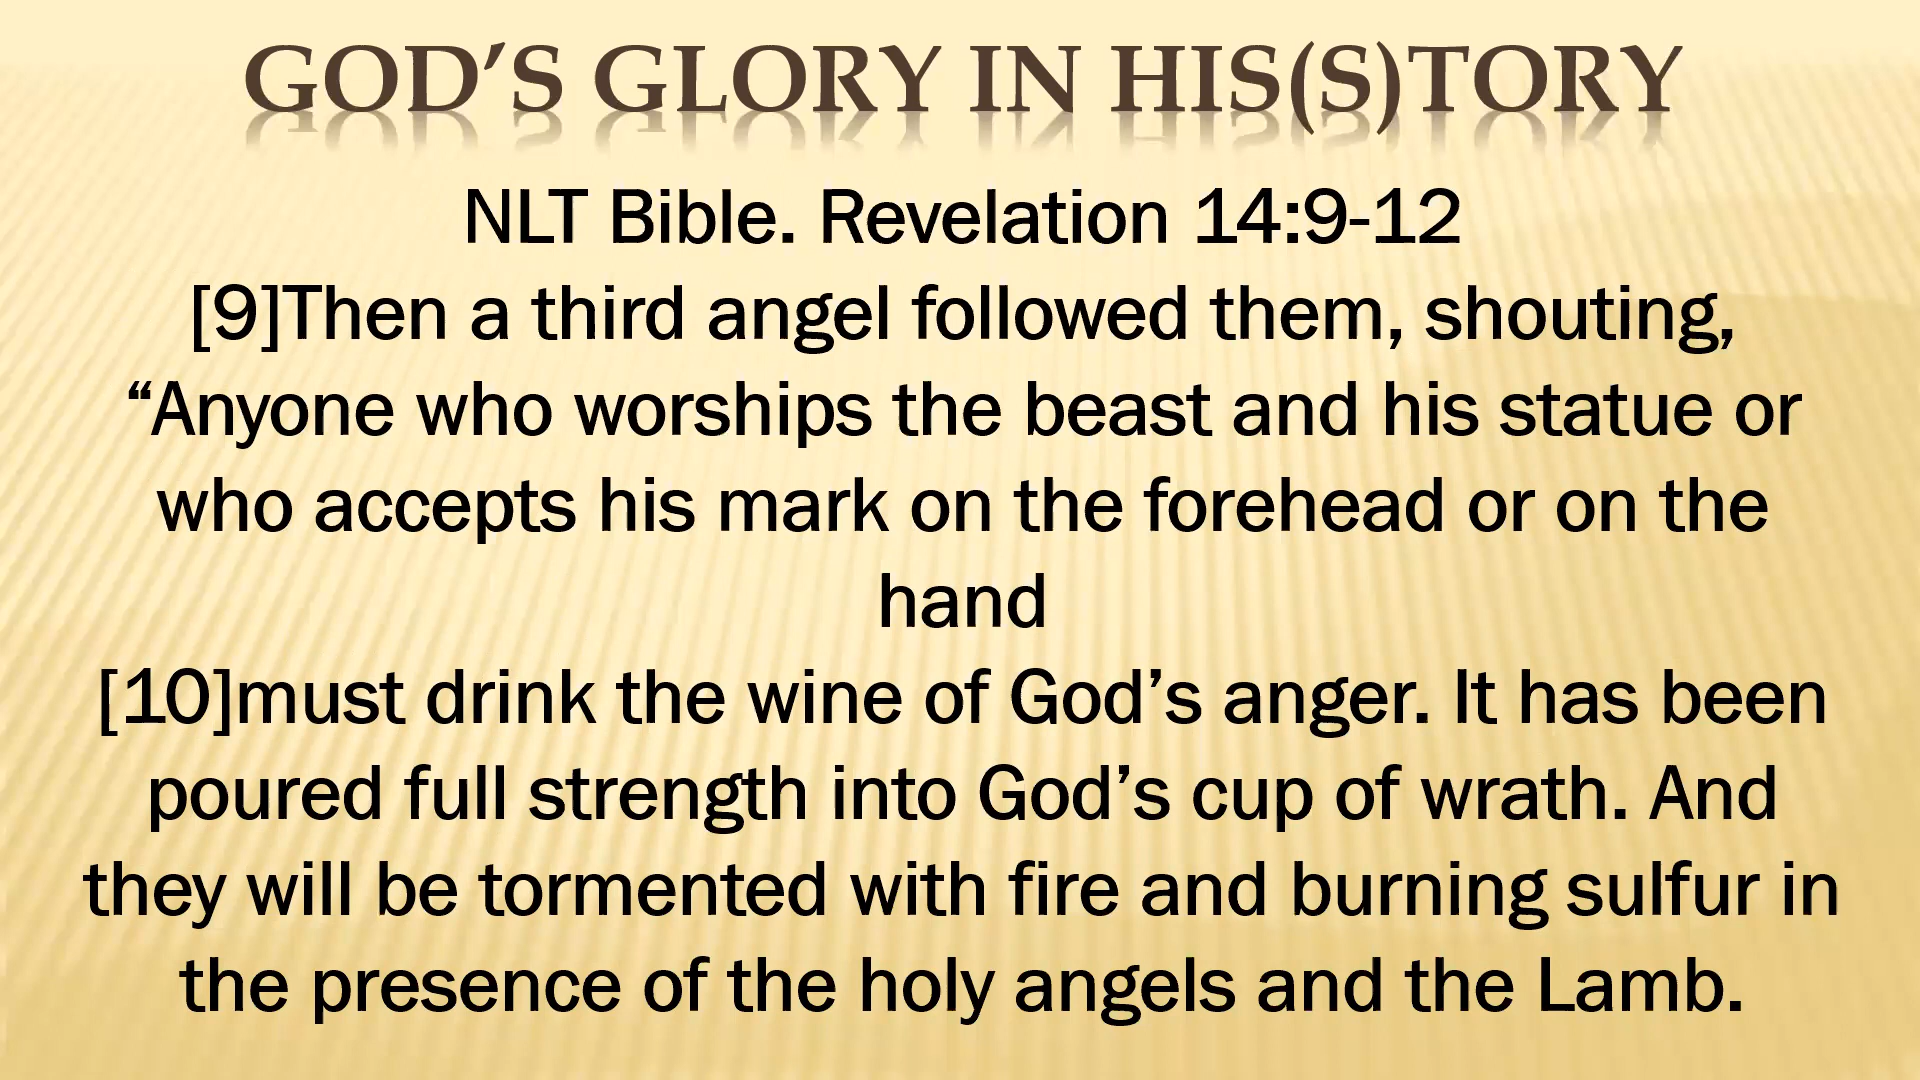 GOD’S GLORY IN HIS(S)TORY
NLT Bible. Revelation 14:9-12
[9]Then a third angel followed them, shouting,
“Anyone who worships the beast and his statue or
who accepts his mark on the forehead or on the
hand
[10]must drink the wine of God’s anger. It has been
poured full strength into God’s cup of wrath. And
they will be tormented with fire and burning sulfur in
the presence of the holy angels and the Lamb.